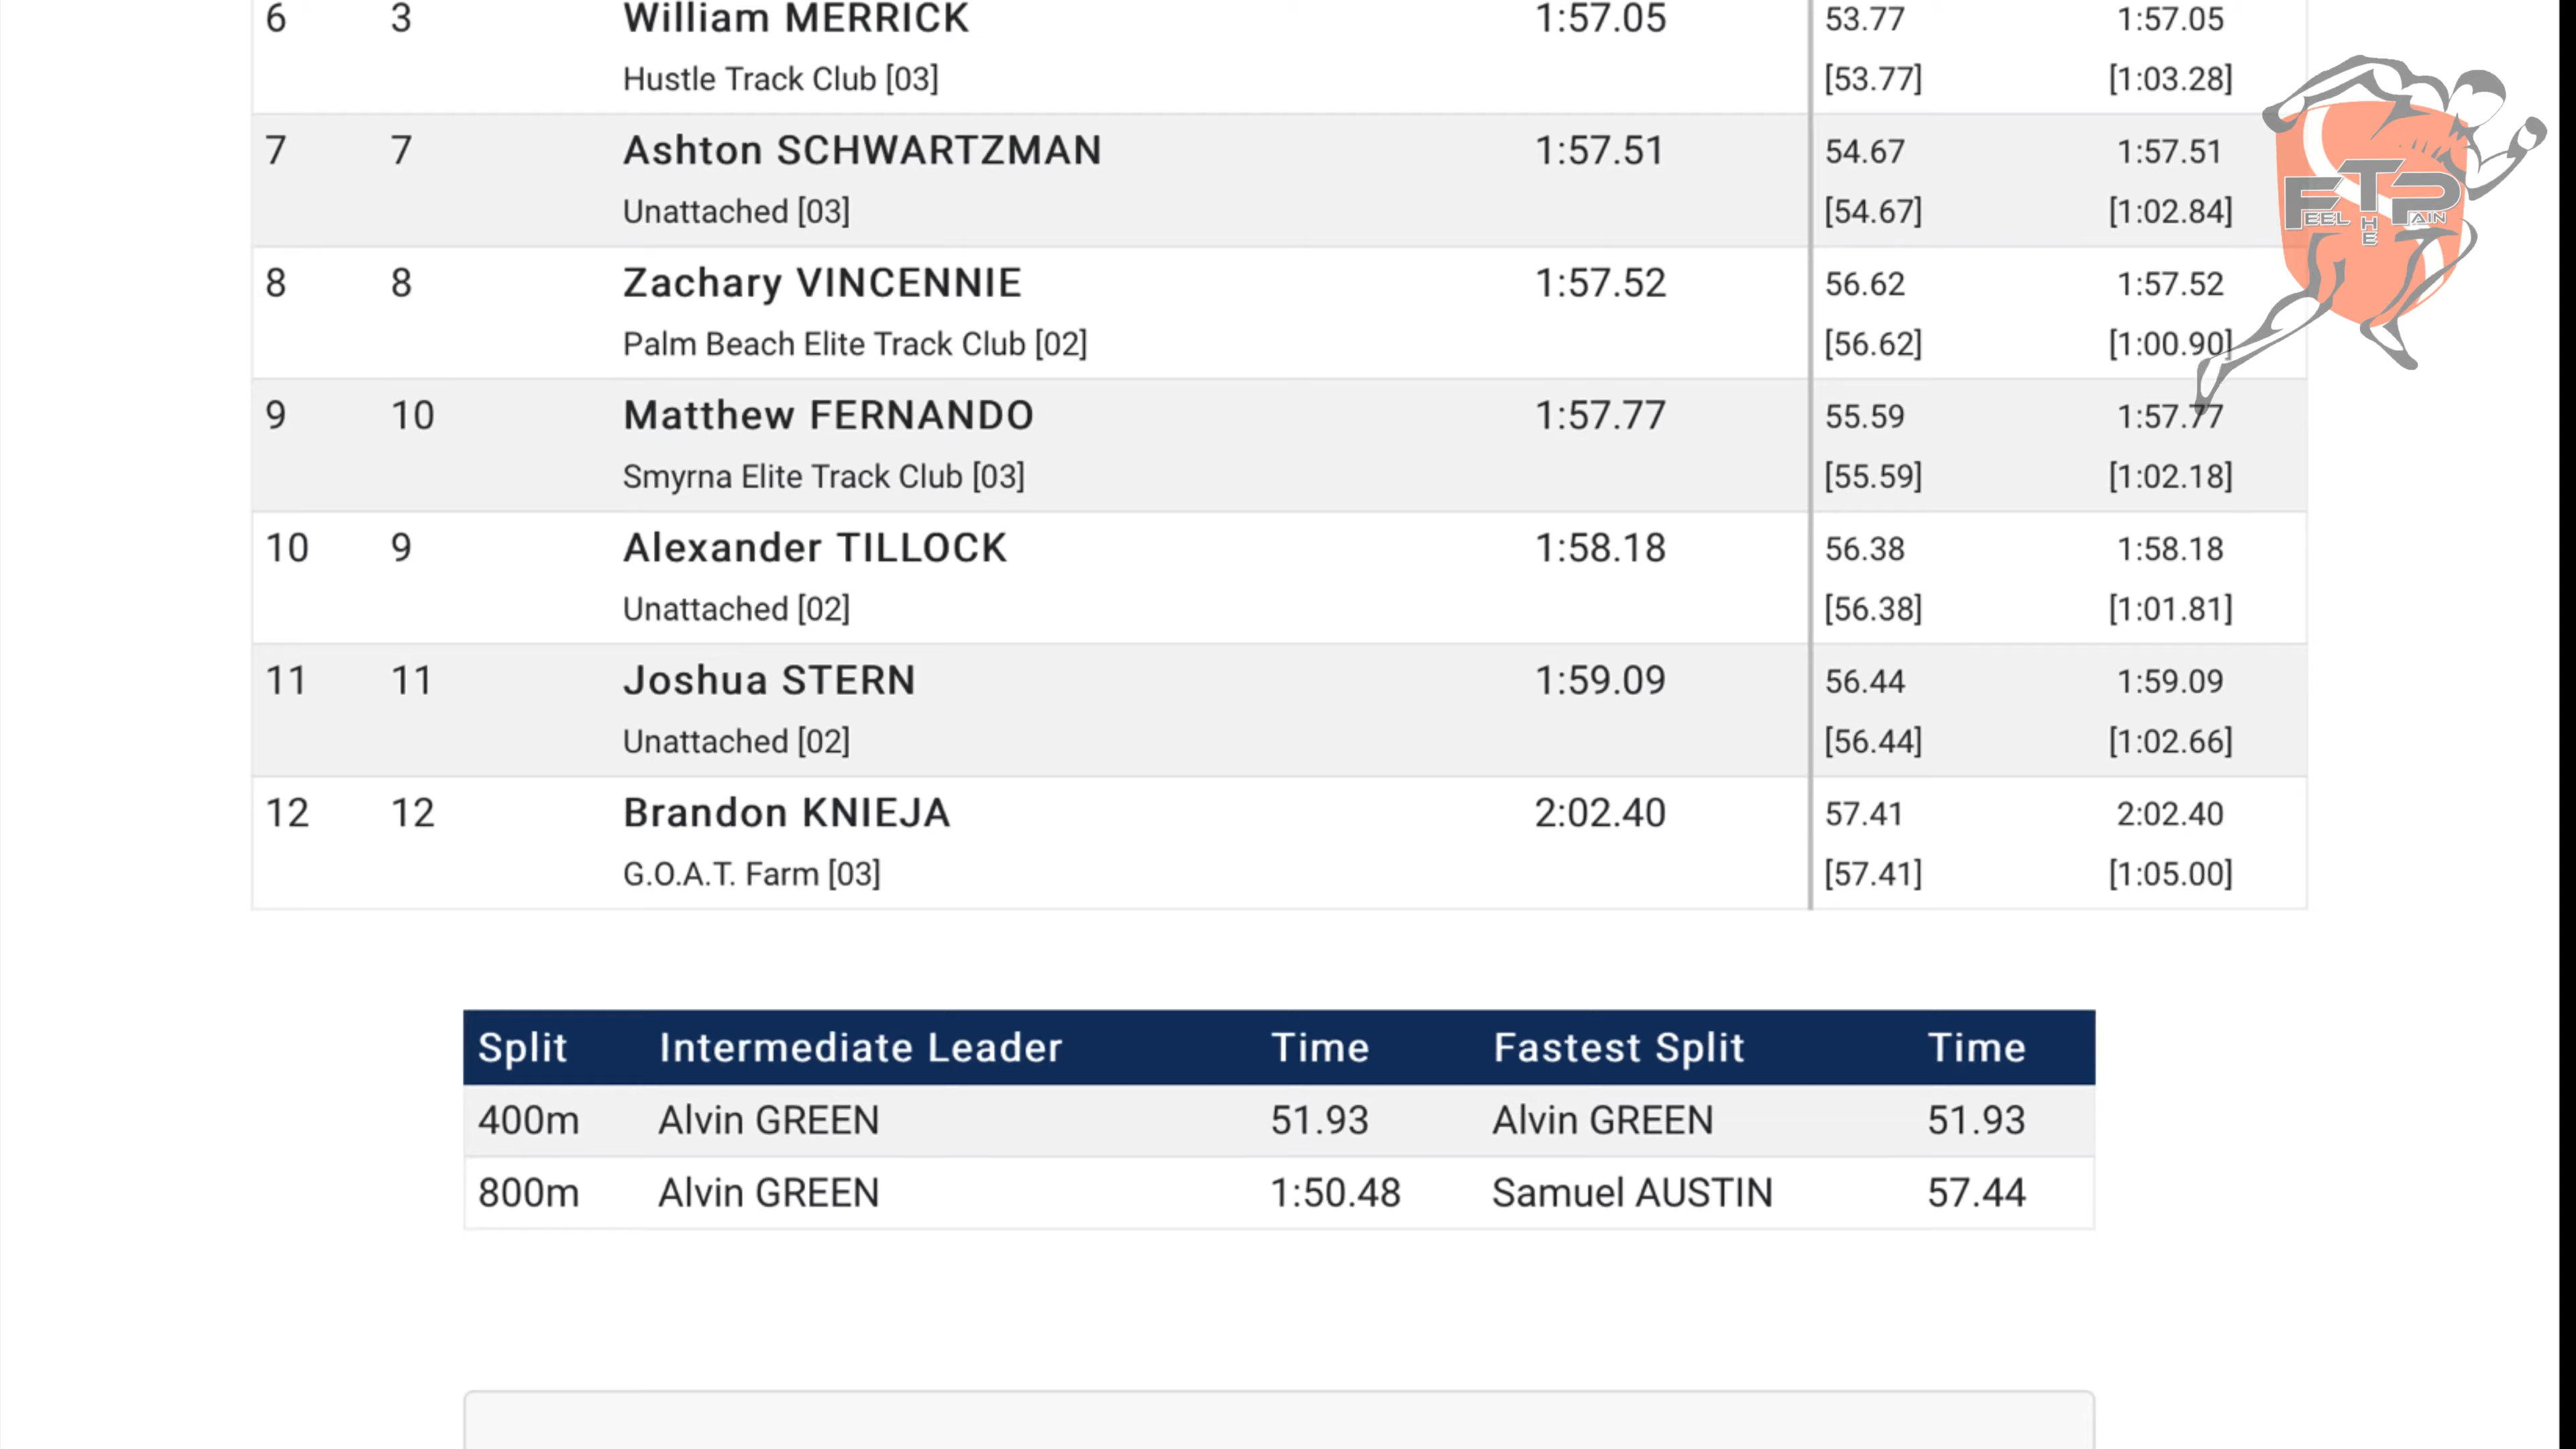 6 3 William MERRICK 1:57.05 53.77 1:57.05
Hustle Track Club [03] [53.77] [1:03.28]
7 7 Ashton SCHWARTZMAN 1:57.51 54.67 1:57.51
Unattached [03] [54.67] [1:02.84]
8 8 Zachary VINCENNIE 1:57.52 56.62 1:57.52
Palm Beach Elite Track Club [02] [56.62] [1:00.90]
9 10 Matthew FERNANDO 1:57.77 55.59 1:57.77
Smyrna Elite Track Club [03] [55.59] [1:02.18]
10 9 Alexander TILLOCK 1:58.18 56.38 1:58.18
Unattached [02] [56.38] [1:01.81]
11 11 Joshua STERN 1:59.09 56.44 1:59.09
Unattached [02] [56.44] [1:02.66]
12 12 Brandon KNIEJA 2:02.40 57.41 2:02.40
G.O.A.T. Farm [03] [57.41] [1:05.00]
FEEL THE PAIN
Split Intermediate Leader Time Fastest Split Time
400m Alvin GREEN 51.93 Alvin GREEN 51.93
800m Alvin GREEN 1:50.48 Samuel AUSTIN 57.44